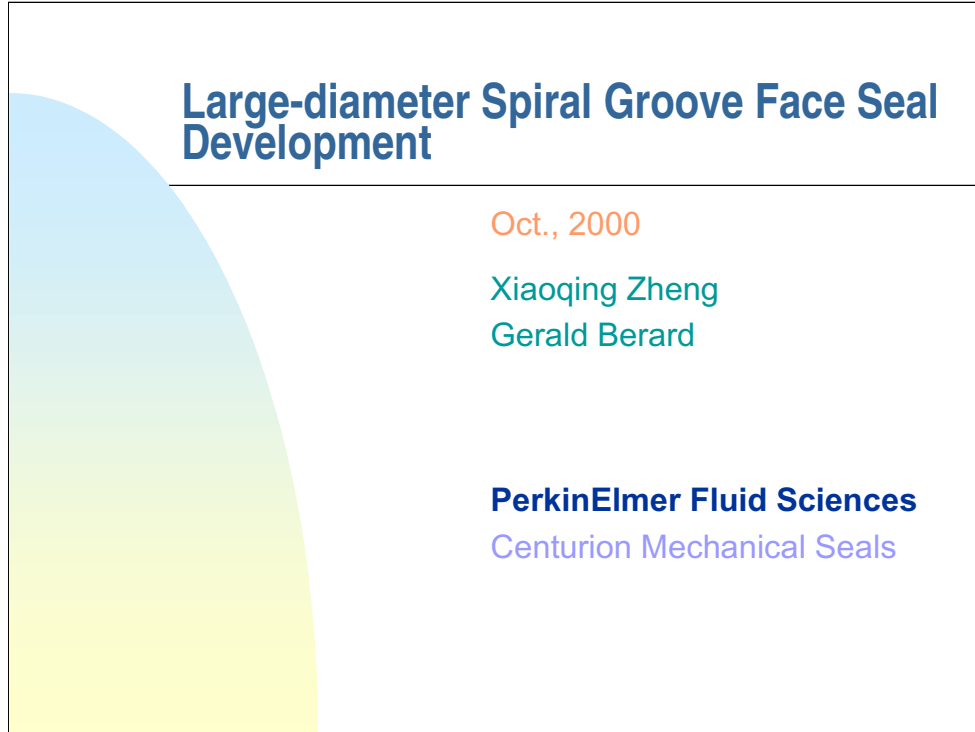 Large-diameter Spiral Groove Face Seal
Development
Oct., 2000
Xiaoqing Zheng
Gerald Berard
PerkinElmer Fluid Sciences
Centurion Mechanical Seals